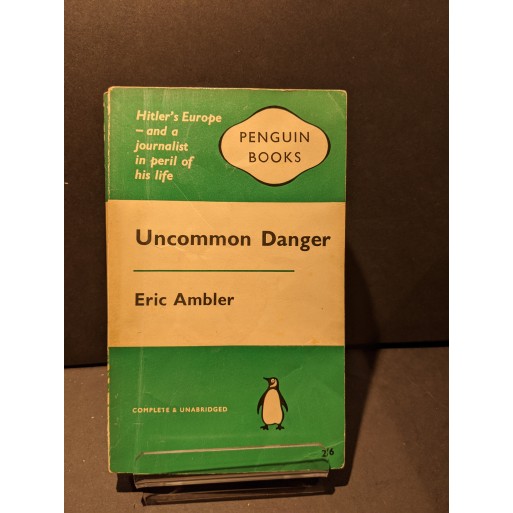 Hitler's Europe
– and a
journalist
in peril of
his life
PENGUIN
BOOKS
Uncommon Danger
Eric Ambler
COMPLETE & UNABRIDGED
2/6